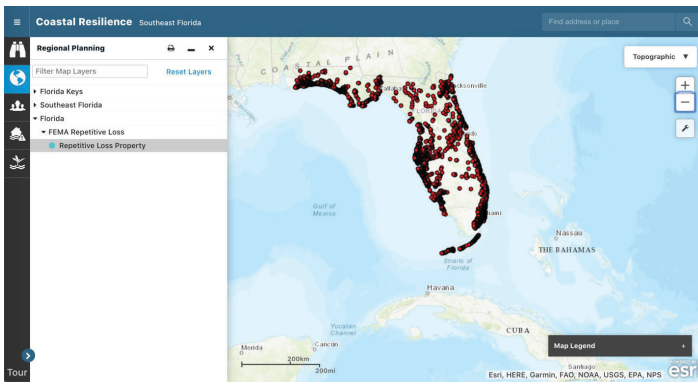 Coastal Resilience Southeast Florida
Find address or place
Regional Planning
Filter Map Layers
Reset Layers
Florida Keys
Southeast Florida
Florida
FEMA Repetitive Loss
Repetitive Loss Property
Tour
Topographic
COASTAL PLAIN
Gulf of
Mexico
Nassau
THE BAHAMAS
Straits of
Florida
Havana
Yucatan
Channel
CUBA
Merida
Cancún
Santiago
200km
200mi
Map Legend +
Esri, HERE, Garmin, FAO, NOAA, USGS, EPA, NPS
POWERED BY
esri